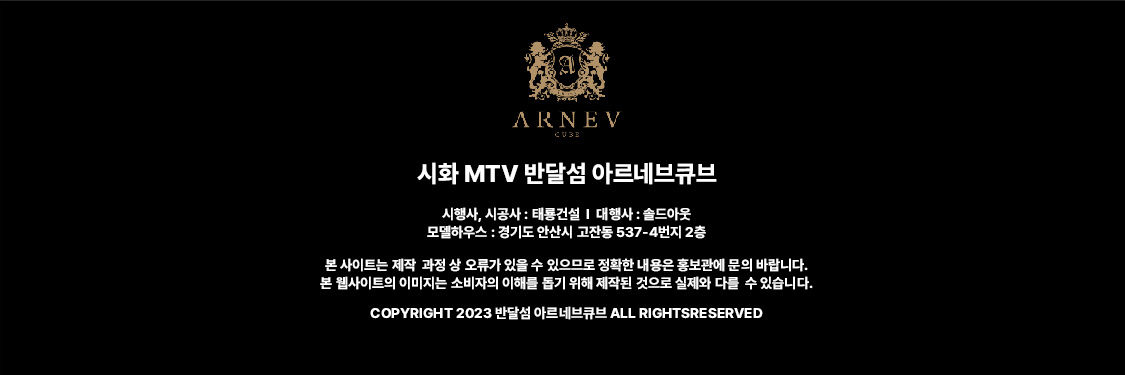 A
ARNEV
CUBE
시화 MTV 반달섬 아르네브큐브
시행사, 시공사 : 태룡건설 I 대행사 : 솔드아웃
모델하우스 : 경기도 안산시 고잔동 537-4번지 2층
본 사이트는 제작 과정 상 오류가 있을 수 있으므로 정확한 내용은 홍보관에 문의 바랍니다.
본 웹사이트의 이미지는 소비자의 이해를 돕기 위해 제작된 것으로 실제와 다를 수 있습니다.
COPYRIGHT 2023 반달섬 아르네브큐브 ALL RIGHTSRESERVED